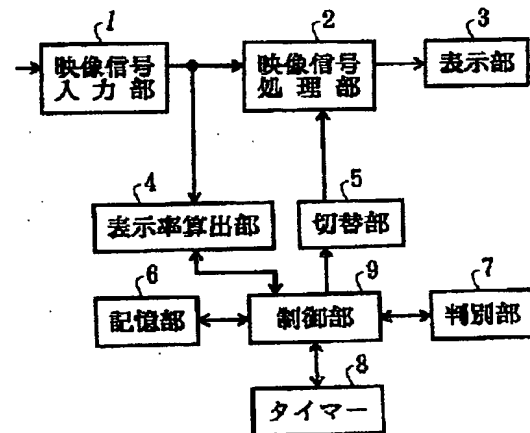 1
映像信号
入力部
2
映像信号
処理部
3
表示部
4
表示率算出部
5
切替部
6
記憶部
9
制御部
7
判別部
8
タイマー